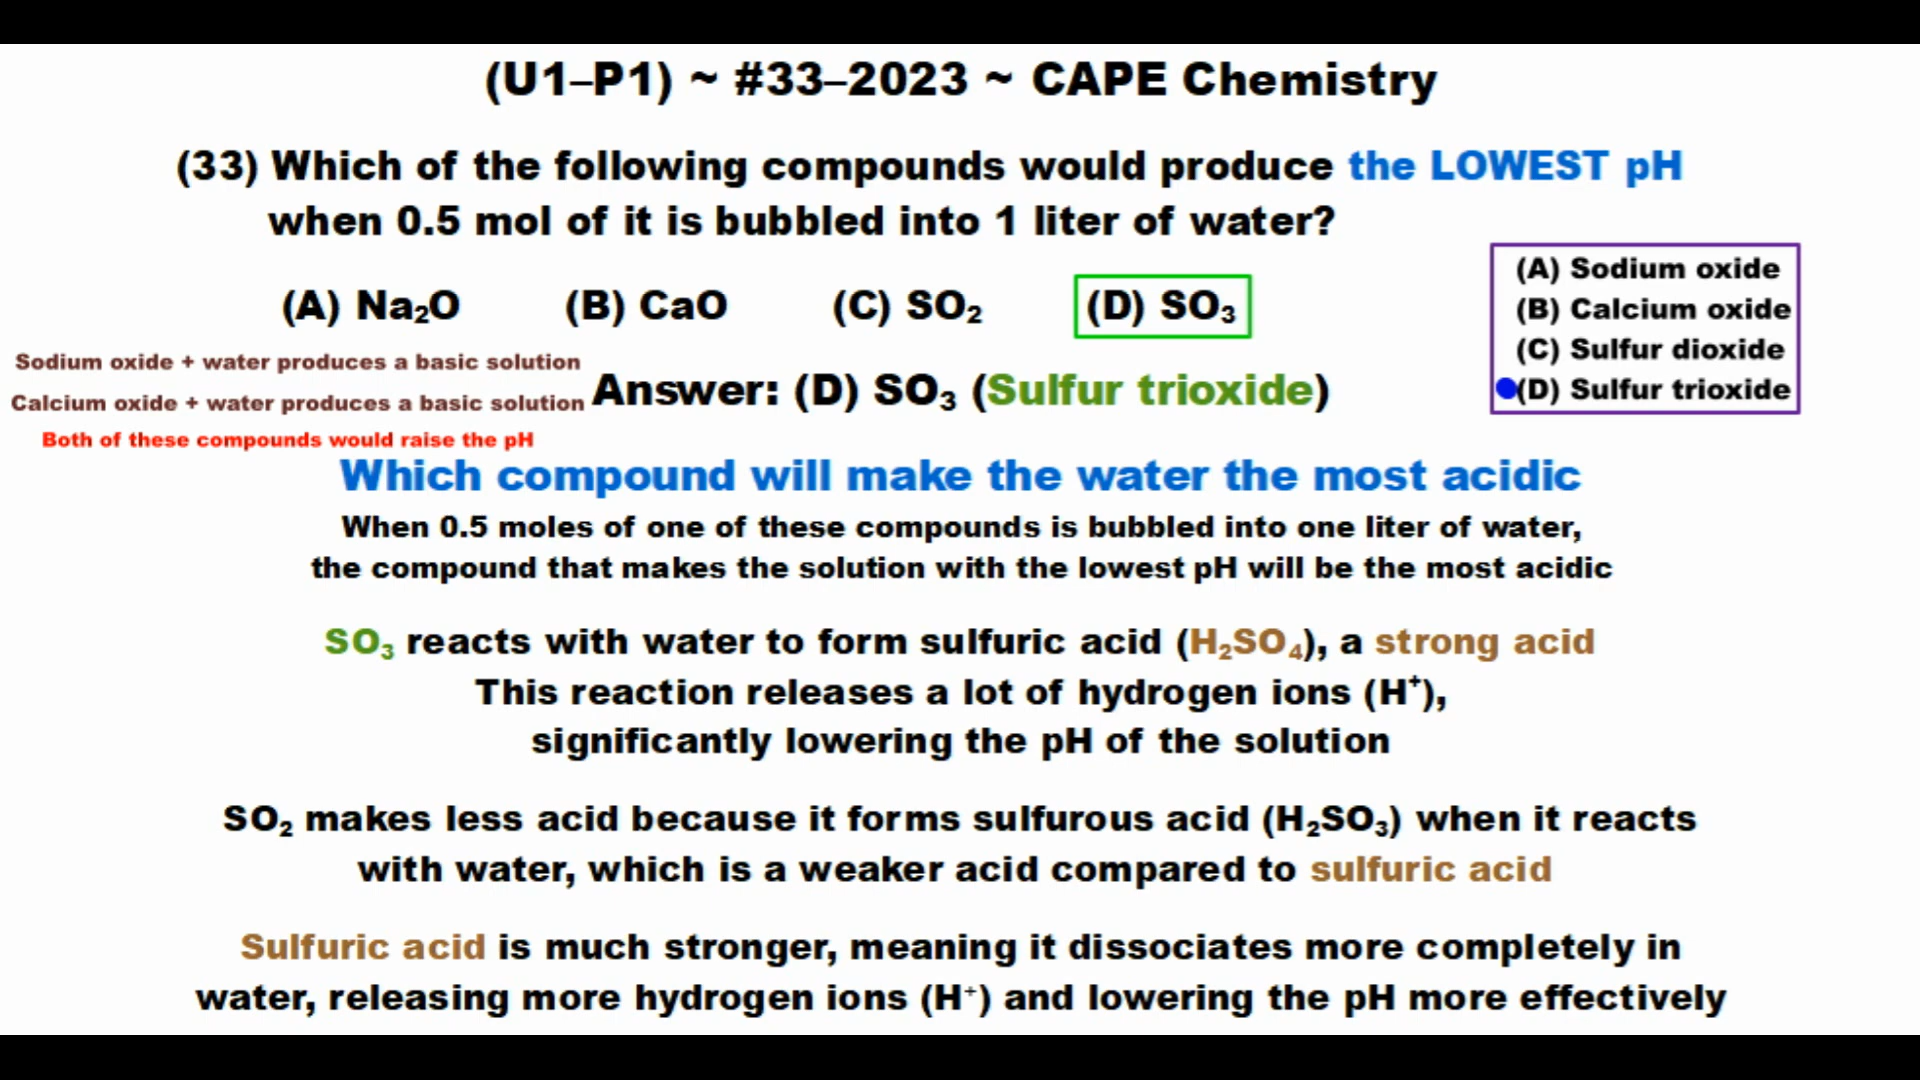 (U1–P1) ~ #33–2023 ~ CAPE Chemistry
(33) Which of the following compounds would produce the LOWEST pH
when 0.5 mol of it is bubbled into 1 liter of water?
(A) Na₂O (B) CaO (C) SO₂ (D) SO₃
(A) Sodium oxide
(B) Calcium oxide
(C) Sulfur dioxide
(D) Sulfur trioxide
Sodium oxide + water produces a basic solution
Calcium oxide + water produces a basic solution
Both of these compounds would raise the pH
Answer: (D) SO₃ (Sulfur trioxide)
Which compound will make the water the most acidic
When 0.5 moles of one of these compounds is bubbled into one liter of water,
the compound that makes the solution with the lowest pH will be the most acidic
SO₃ reacts with water to form sulfuric acid (H₂SO₄), a strong acid
This reaction releases a lot of hydrogen ions (H⁺),
significantly lowering the pH of the solution
SO₂ makes less acid because it forms sulfurous acid (H₂SO₃) when it reacts
with water, which is a weaker acid compared to sulfuric acid
Sulfuric acid is much stronger, meaning it dissociates more completely in
water, releasing more hydrogen ions (H⁺) and lowering the pH more effectively